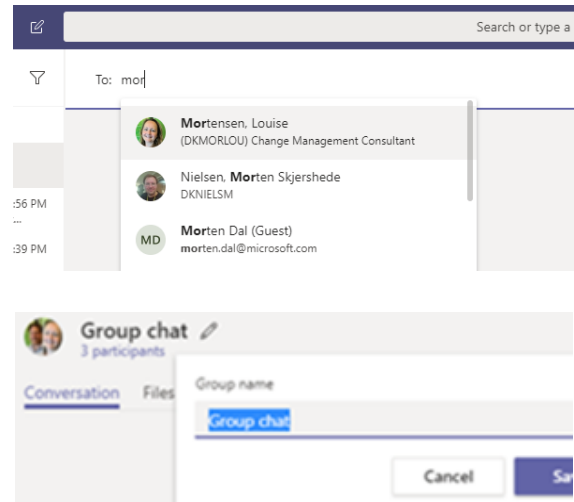 Search or type a
To: mor
Mortensen, Louise
(DKMORLOU) Change Management Consultant
:56 PM
Nielsen, Morten Skjershede
DKNIELSM
...
:39 PM
MD
Morten Dal (Guest)
morten.dal@microsoft.com
Group chat
3 participants
Conversation Files
Group name
Group chat
Cancel Sav